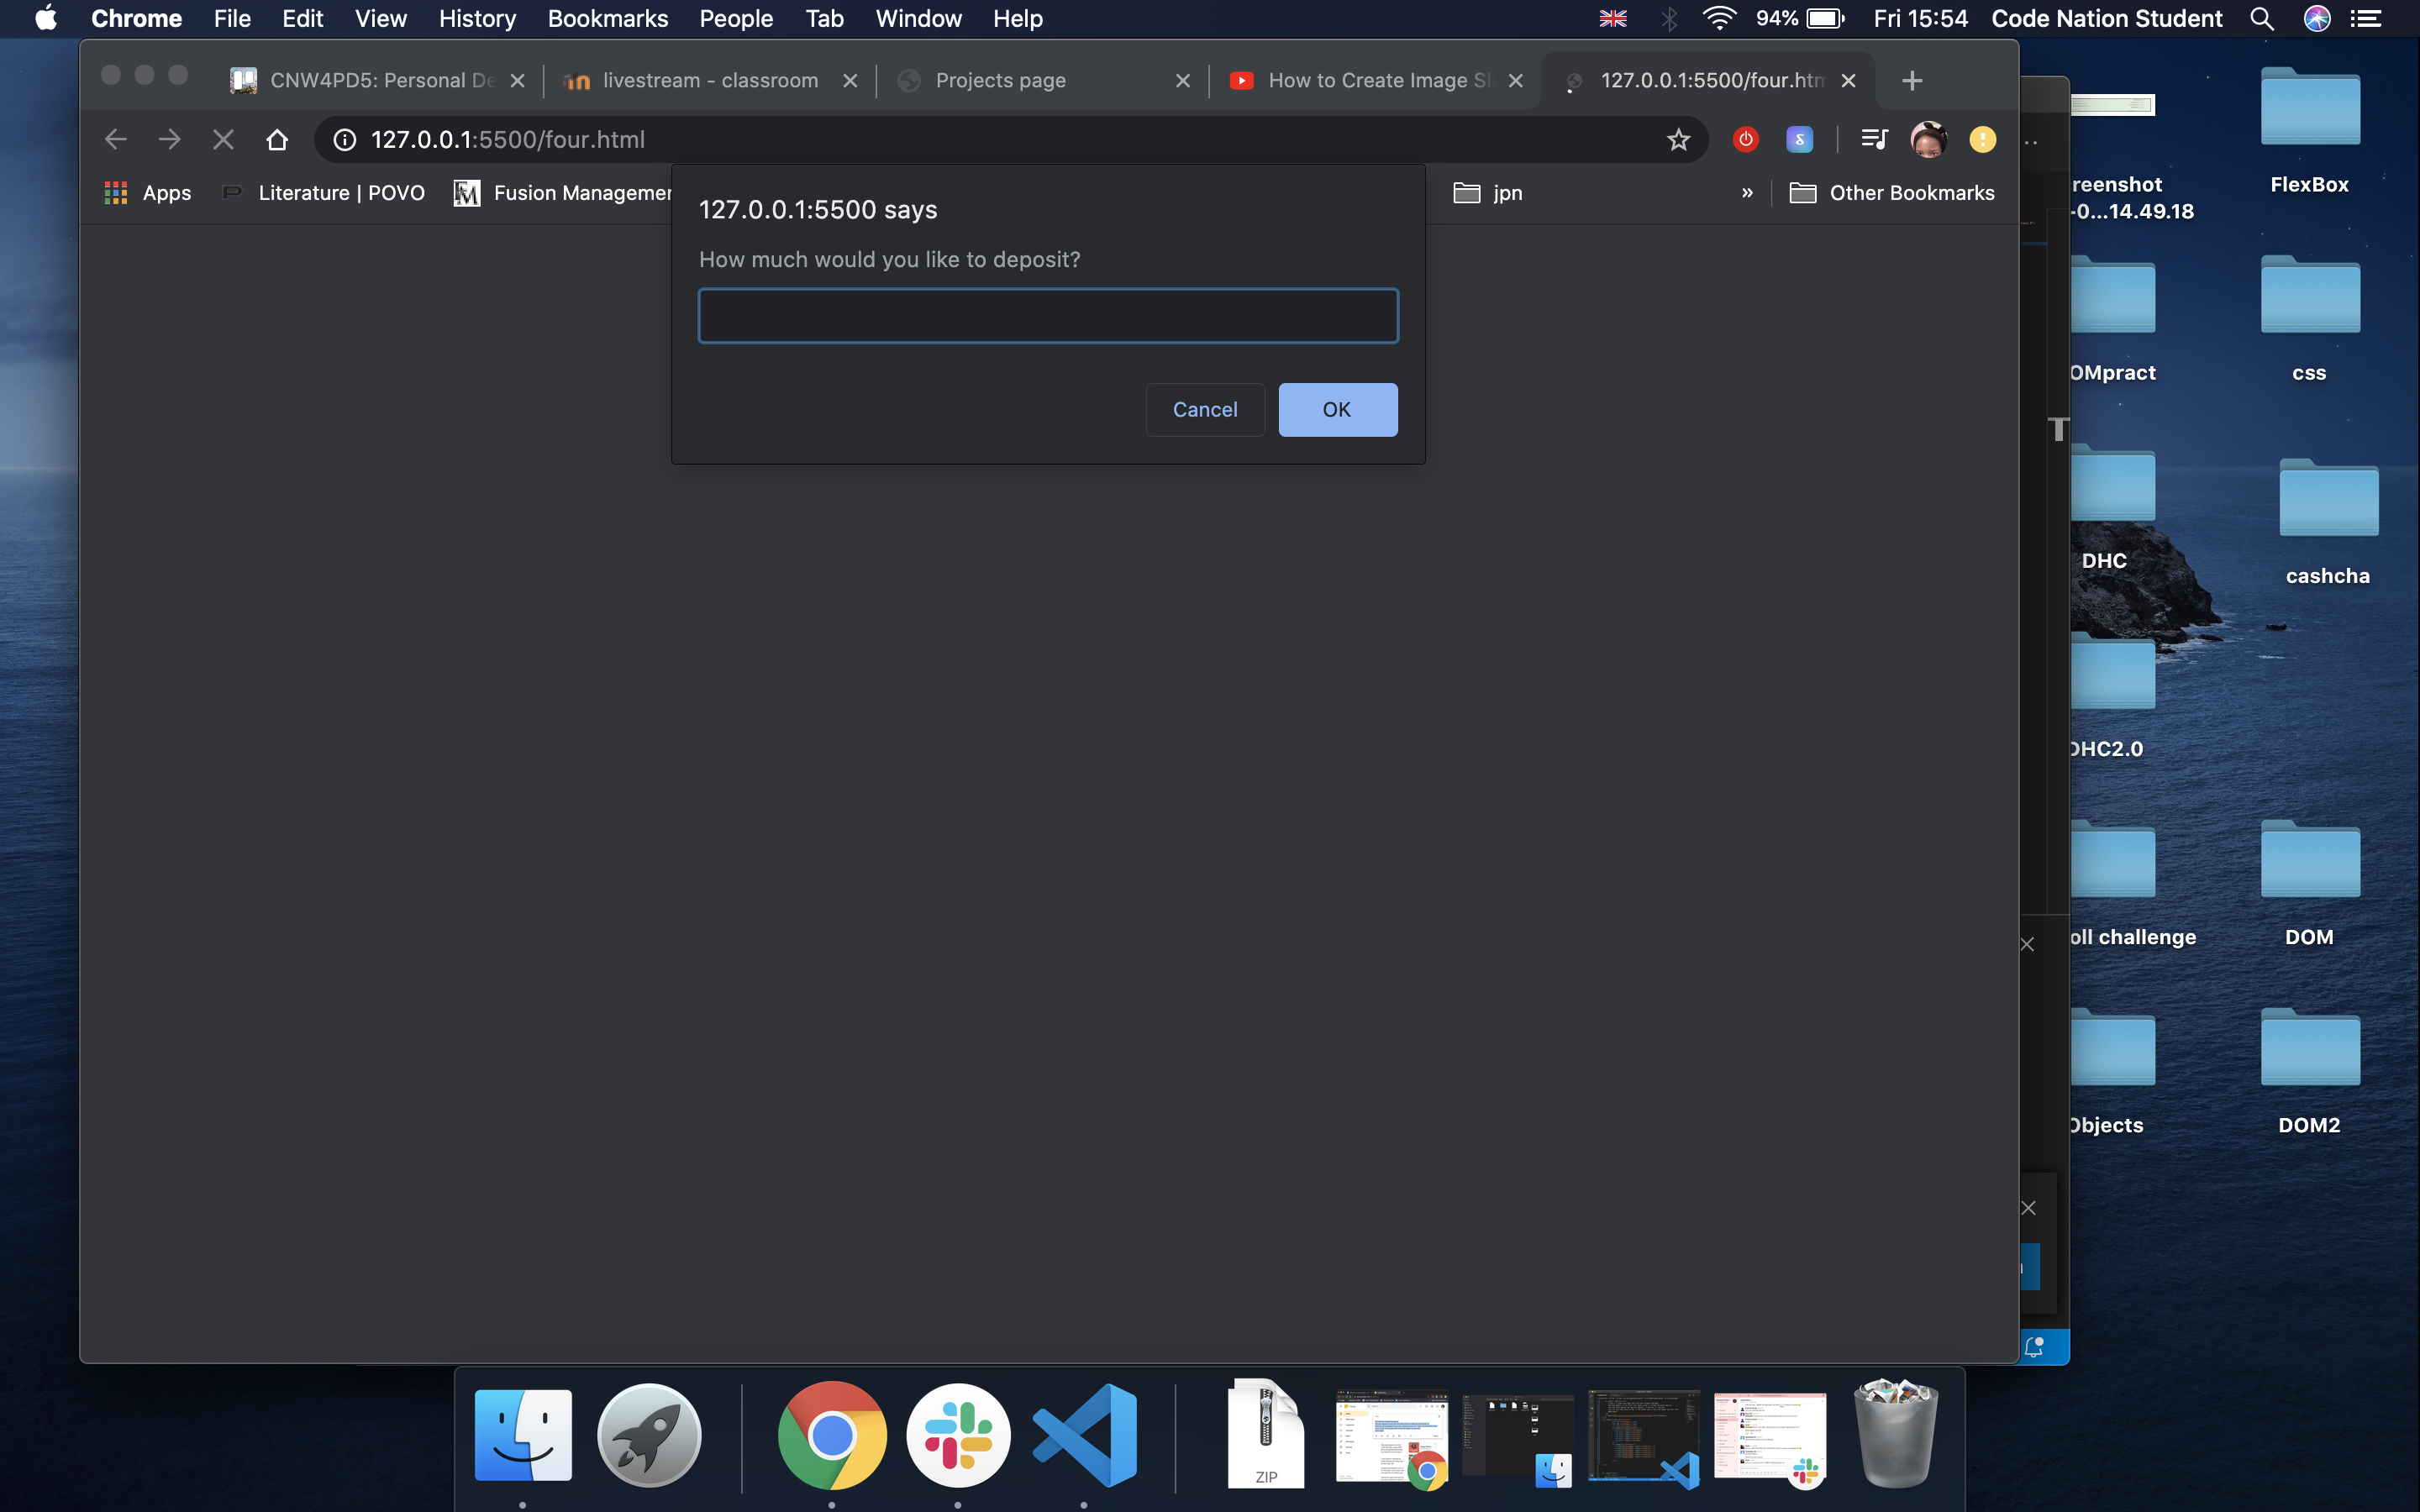 Chrome File Edit View History Bookmarks People Tab Window Help 94% Fri 15:54 Code Nation Student
CNW4PD5: Personal De livestream - classroom Projects page How to Create Image Sl 127.0.0.1:5500/four.htm
127.0.0.1:5500/four.html
Apps Literature | POVO Fusion Managemen jpn » Other Bookmarks
127.0.0.1:5500 says
How much would you like to deposit?
Cancel OK
reenshot
-0...14.49.18
FlexBox
OMpract
css
T
DHC
cashcha
DHC2.0
oll challenge
DOM
Objects
DOM2
ZIP